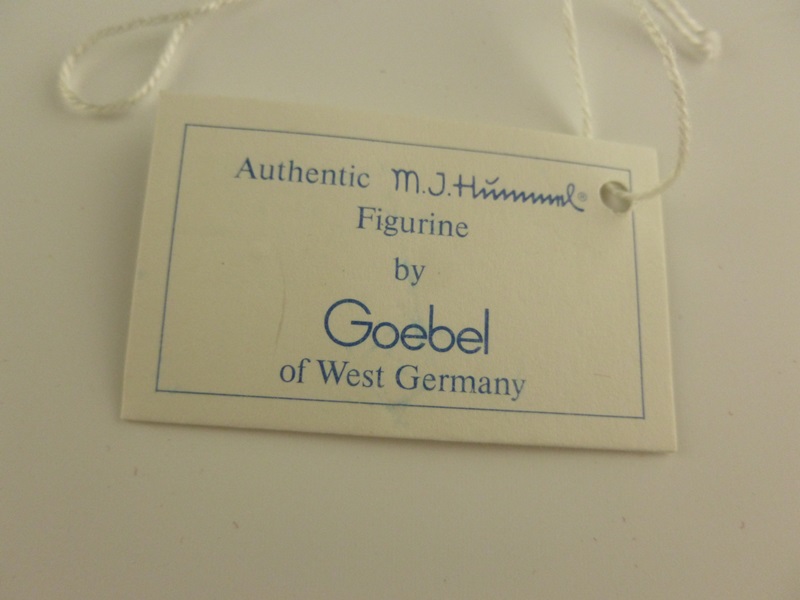 Authentic M.J.Hummel®
Figurine
by
Goebel
of West Germany